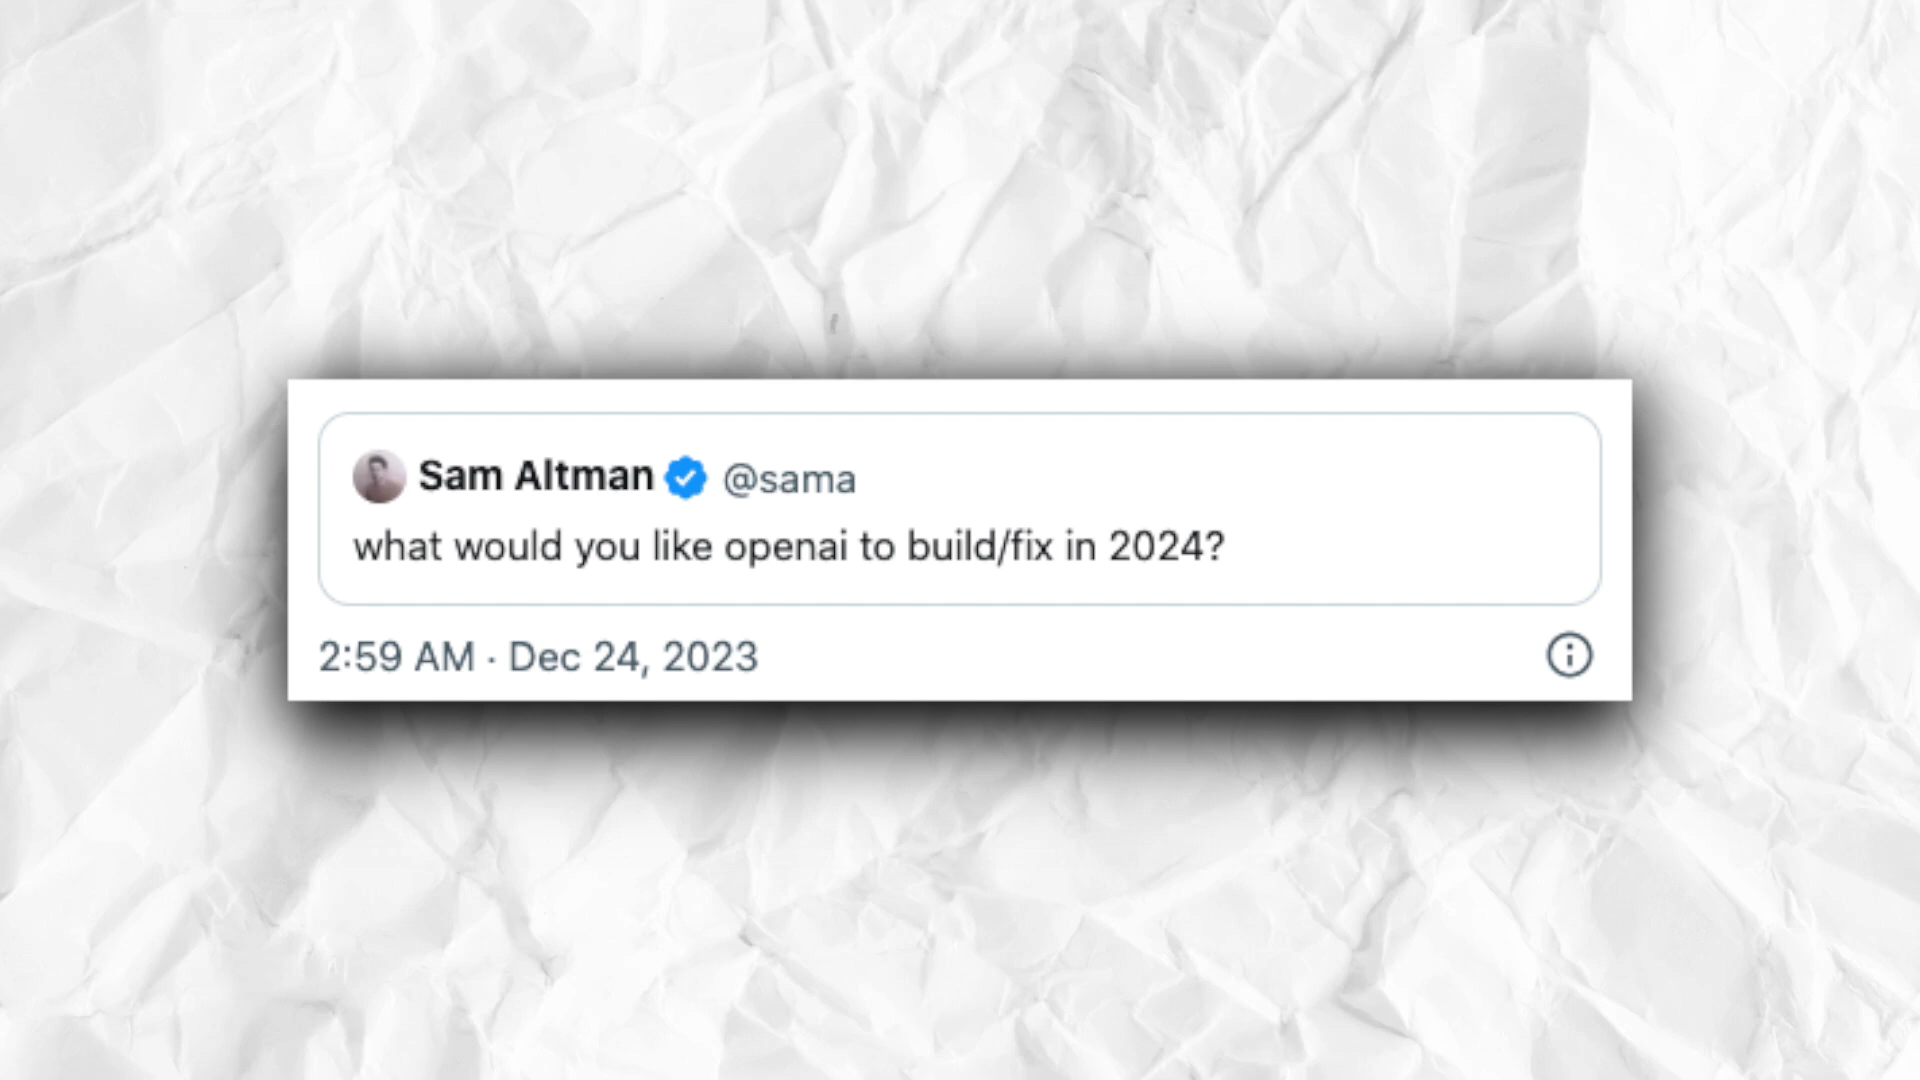 Sam Altman @sama
what would you like openai to build/fix in 2024?
2:59 AM · Dec 24, 2023